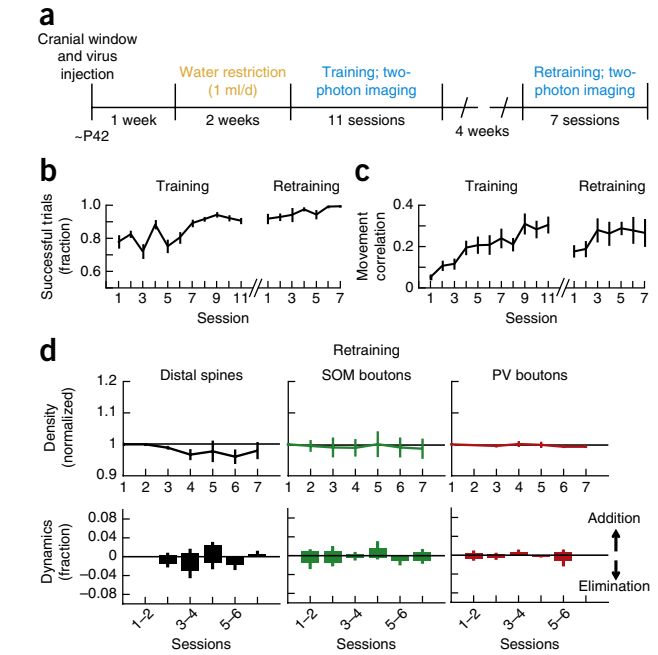 a
Cranial window
and virus
injection
Water restriction
(1 ml/d)
Training; two-
photon imaging
Retraining; two-
photon imaging
1 week
2 weeks
11 sessions
4 weeks
7 sessions
~P42
b
Training
Retraining
Successful trials
(fraction)
1.0
0.8
0.6
1 3 5 7 9 11 1 3 5 7
Session
c
Training
Retraining
Movement
correlation
0.4
0.2
0
1 3 5 7 9 11 1 3 5 7
Session
d
Retraining
Distal spines
SOM boutons
PV boutons
Density
(normalized)
1.2
1
0.9
1 2 3 4 5 6 7
1 2 3 4 5 6 7
1 2 3 4 5 6 7
Dynamics
(fraction)
0.08
0.04
0
−0.04
−0.08
Addition
Elimination
1–2 3–4 5–6
1–2 3–4 5–6
1–2 3–4 5–6
Sessions
Sessions
Sessions